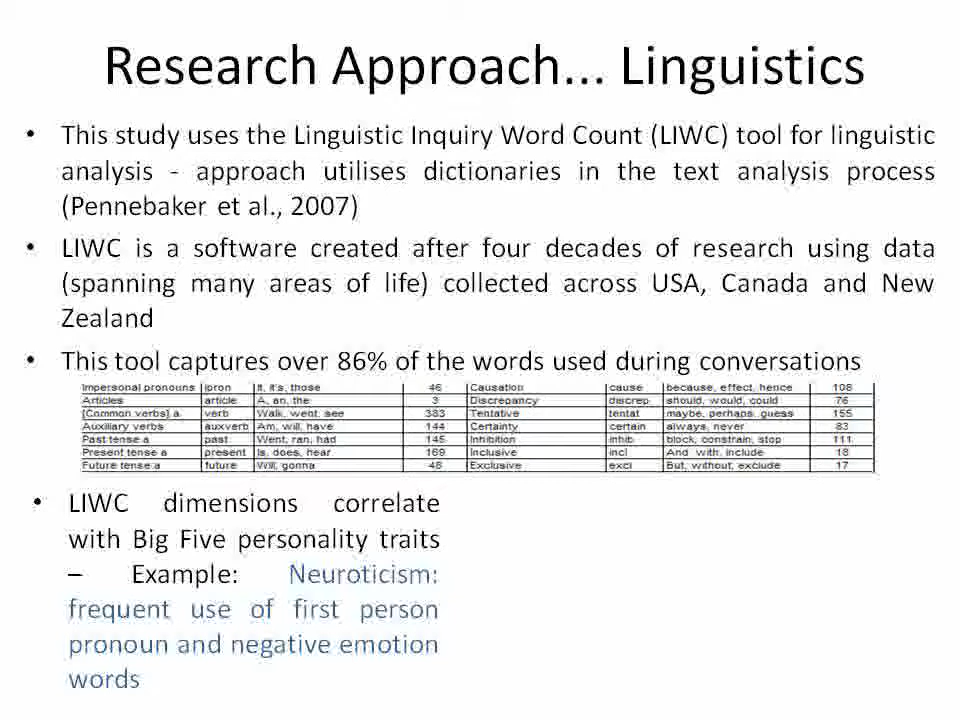 Research Approach... Linguistics
• This study uses the Linguistic Inquiry Word Count (LIWC) tool for linguistic
analysis - approach utilises dictionaries in the text analysis process
(Pennebaker et al., 2007)
• LIWC is a software created after four decades of research using data
(spanning many areas of life) collected across USA, Canada and New
Zealand
• This tool captures over 86% of the words used during conversations
Impersonal pronouns ipron It, it's, those 46 Causation cause because, effect, hence 108
Articles article A, an, the 3 Discrepancy discrep should, would, could 76
[Common verbs] a verb Walk, went, see 383 Tentative tentat maybe, perhaps, guess 155
Auxiliary verbs auxverb Am, will, have 144 Certainty certain always, never 83
Past tense a past Went, ran, had 145 Inhibition inhib block, constrain, stop 111
Present tense a present Is, does, hear 169 Inclusive incl And with, include 18
Future tense a future Will, gonna 48 Exclusive excl But, without, exclude 17
• LIWC dimensions correlate
with Big Five personality traits
– Example: Neuroticism:
frequent use of first person
pronoun and negative emotion
words